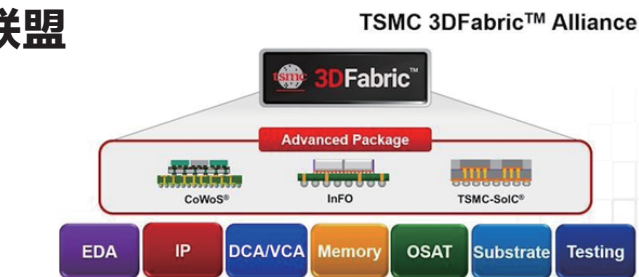 联盟
TSMC 3DFabric™ Alliance
tsmc 3DFabric™
Advanced Package
CoWoS® InFO TSMC-SoIC®
EDA IP DCA/VCA Memory OSAT Substrate Testing